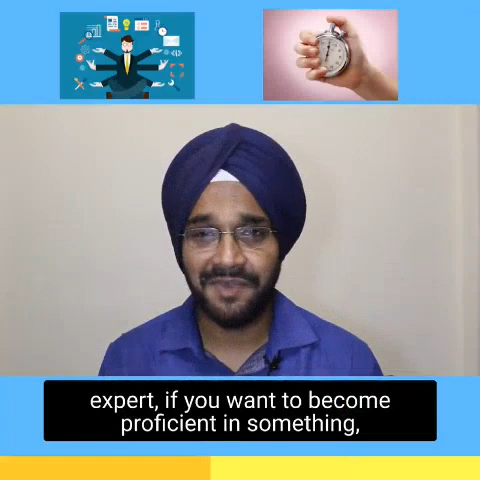 expert, if you want to become
proficient in something,